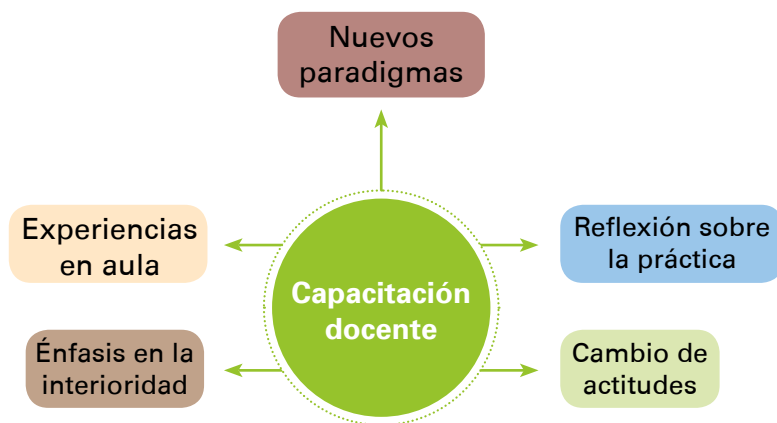 Nuevos
paradigmas
Experiencias
en aula
Reflexión sobre
la práctica
Capacitación
docente
Énfasis en la
interioridad
Cambio de
actitudes